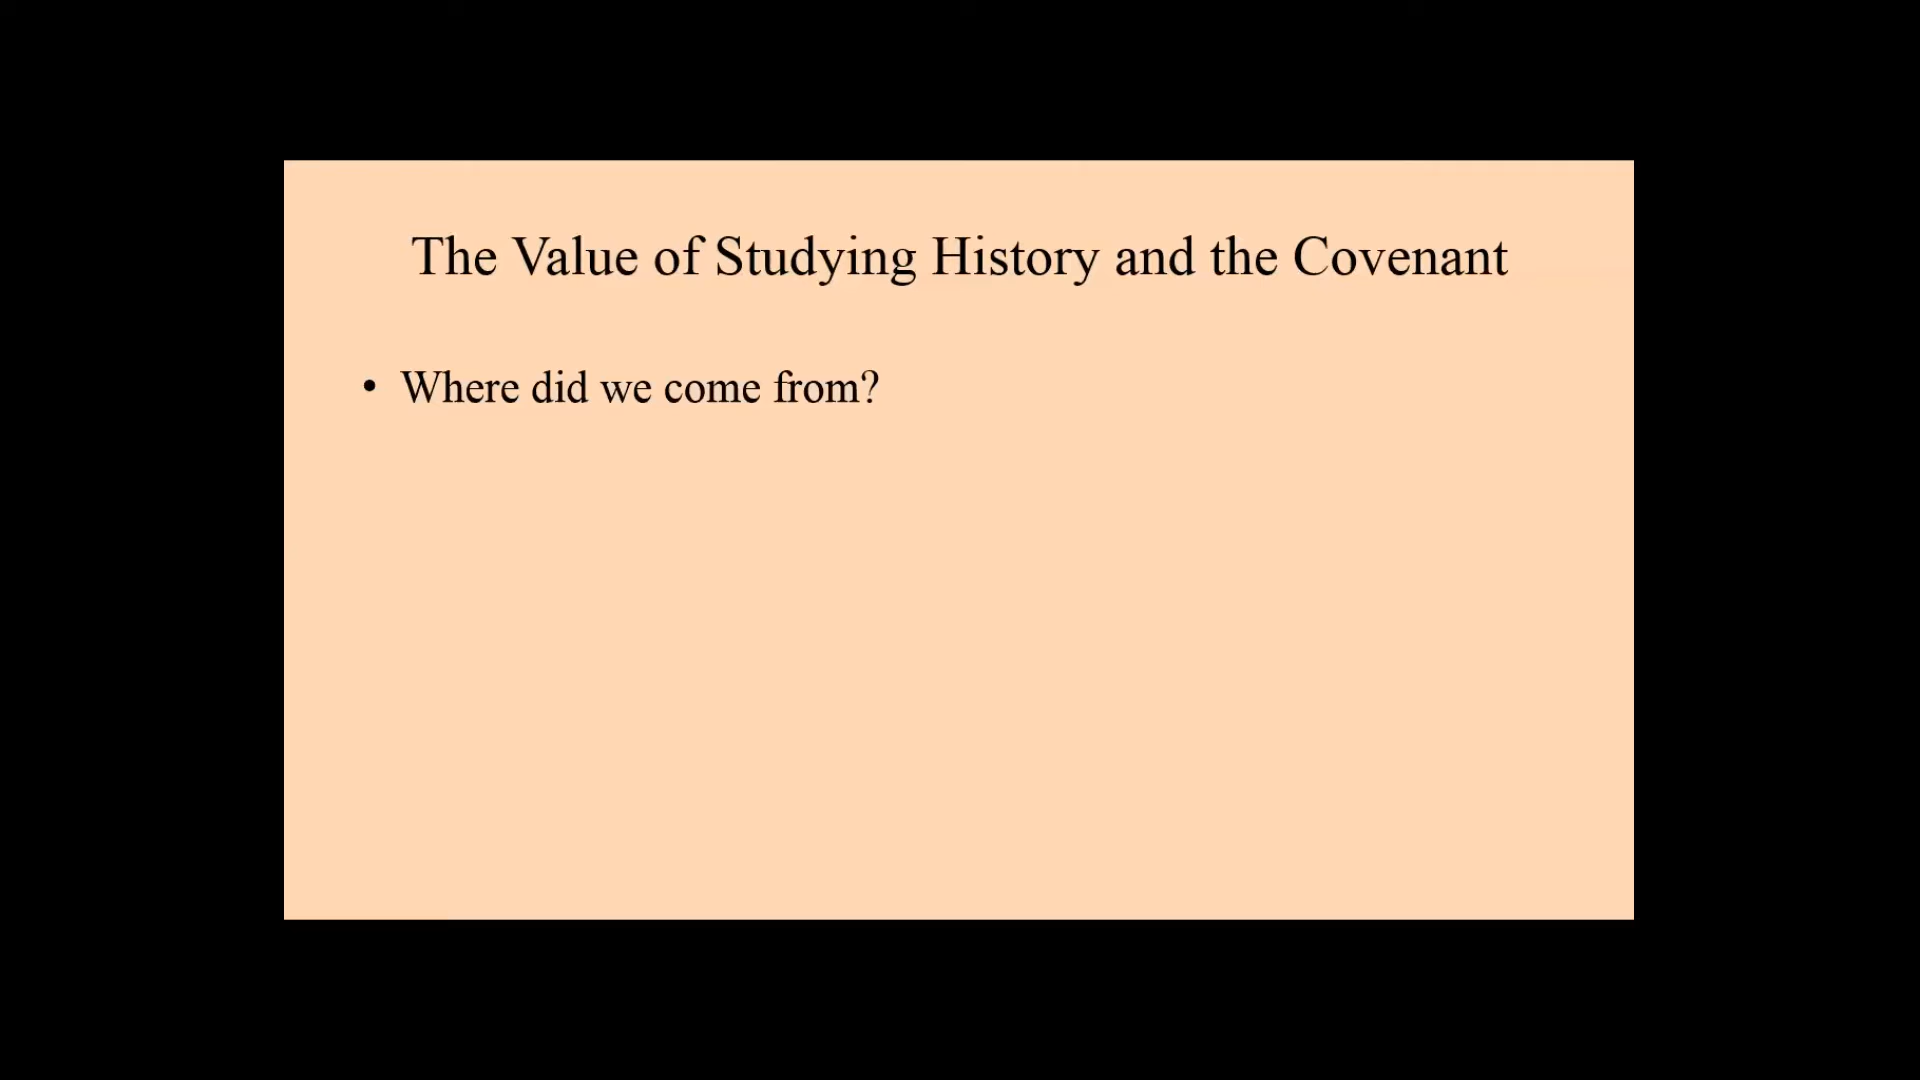 The Value of Studying History and the Covenant
• Where did we come from?